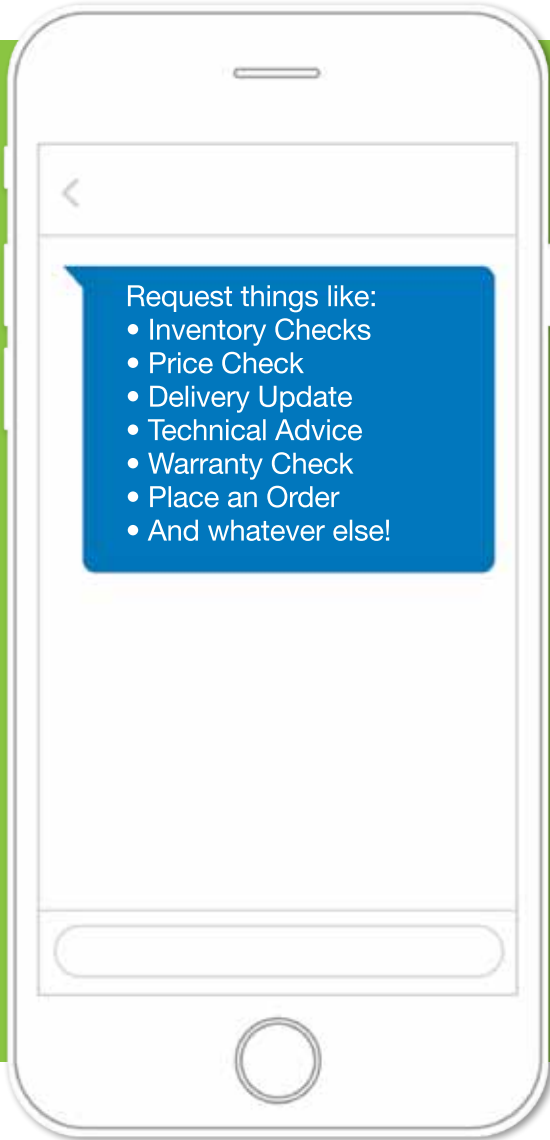 Request things like:
• Inventory Checks
• Price Check
• Delivery Update
• Technical Advice
• Warranty Check
• Place an Order
• And whatever else!